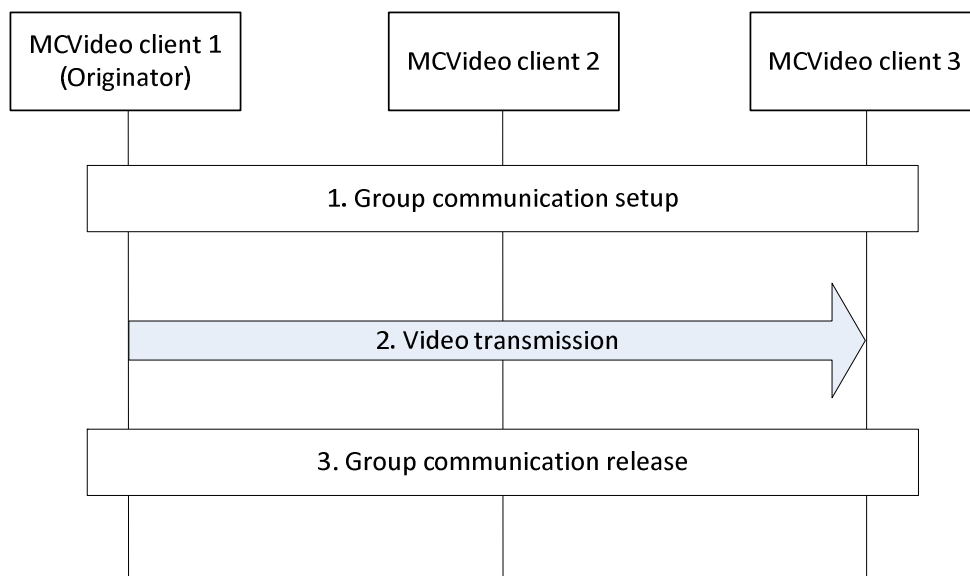 MCVideo client 1
(Originator)
MCVideo client 2
MCVideo client 3
1. Group communication setup
2. Video transmission
3. Group communication release